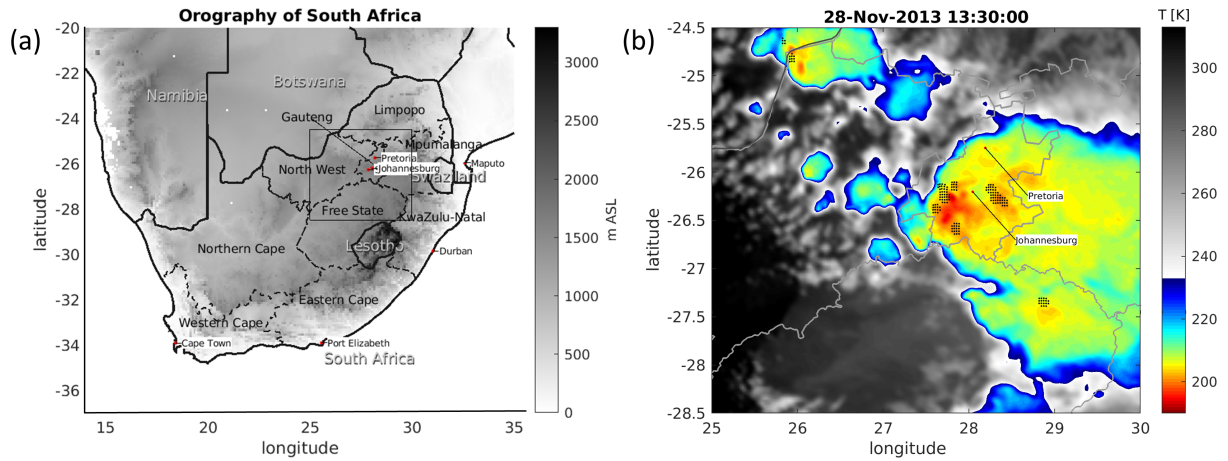 (a)
Orography of South Africa
-20
-22
-24
-26
-28
-30
-32
-34
-36
latitude
15
20
25
30
35
longitude
Namibia
Botswana
Limpopo
Gauteng
Mpumalanga
Pretoria
Johannesburg
Maputo
North West
Swaziland
Free State
KwaZulu-Natal
Northern Cape
Lesotho
Durban
Eastern Cape
Western Cape
Cape Town
Port Elizabeth
South Africa
3000
2500
2000
1500
1000
500
0
m ASL
(b)
28-Nov-2013 13:30:00
-24.5
-25
-25.5
-26
-26.5
-27
-27.5
-28
-28.5
latitude
25
26
27
28
29
30
longitude
Pretoria
Johannesburg
T [K]
300
280
260
240
220
200